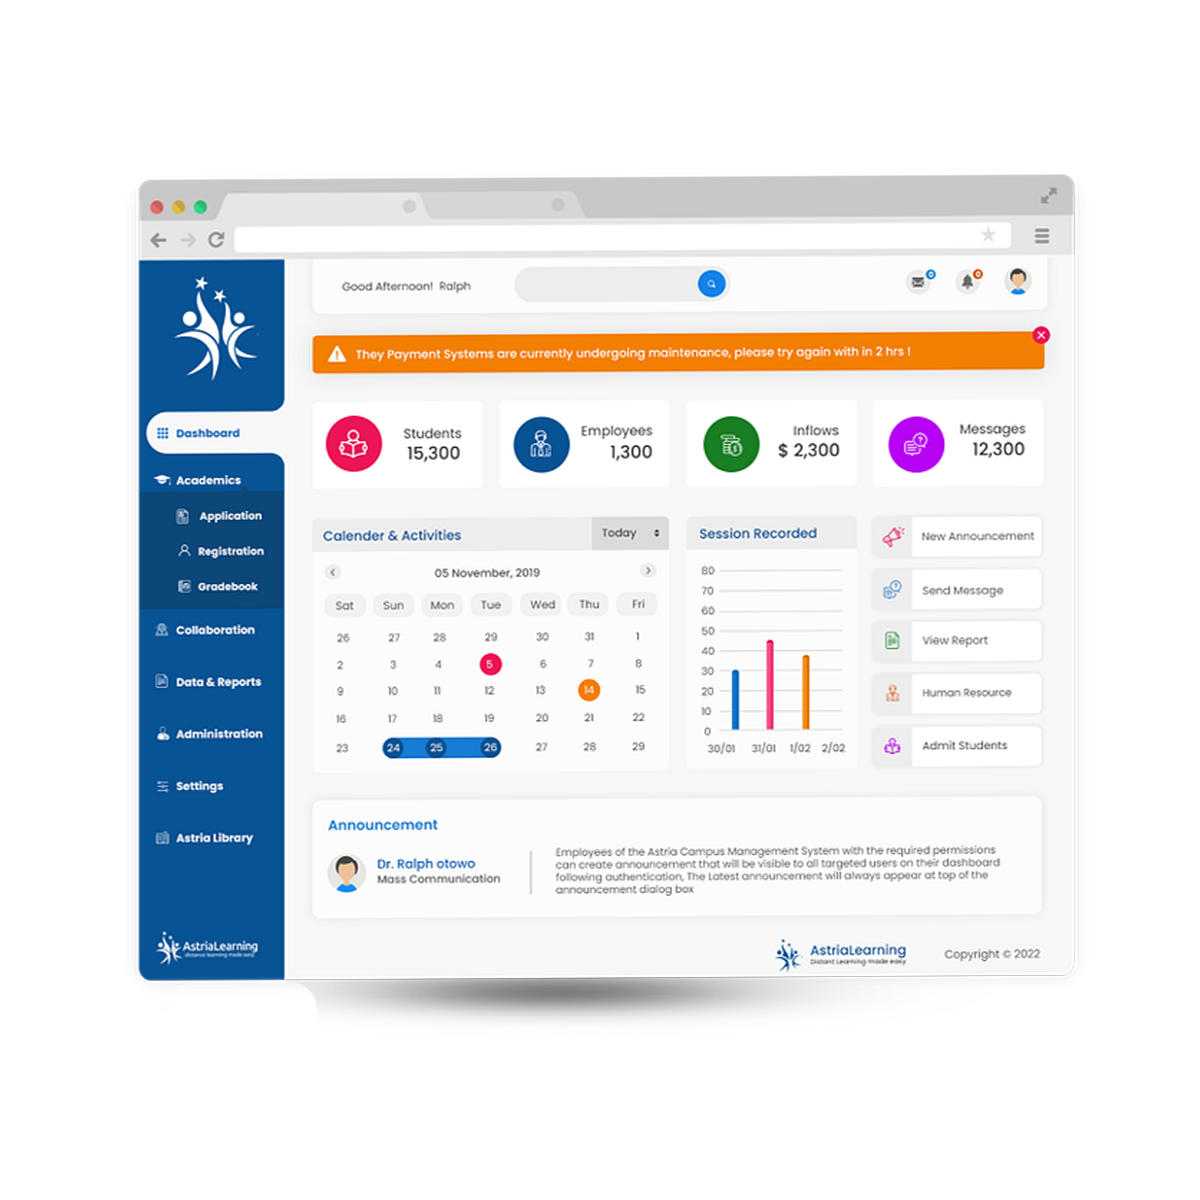 Good Afternoon! Ralph
0
0
They Payment Systems are currently undergoing maintenance, please try again with in 2 hrs !
Dashboard
Academics
Application
Registration
Gradebook
Collaboration
Data & Reports
Administration
Settings
Astria Library
AstriaLearning
distance learning made easy
Students
15,300
Employees
1,300
Inflows
$ 2,300
Messages
12,300
Calender & Activities
Today
05 November, 2019
Sat Sun Mon Tue Wed Thu Fri
26 27 28 29 30 31 1
2 3 4 5 6 7 8
9 10 11 12 13 14 15
16 17 18 19 20 21 22
23 24 25 26 27 28 29
Session Recorded
80
70
60
50
40
30
20
10
0
30/01 31/01 1/02 2/02
New Announcement
Send Message
View Report
Human Resource
Admit Students
Announcement
Dr. Ralph otowo
Mass Communication
Employees of the Astria Campus Management System with the required permissions
can create announcement that will be visible to all targeted users on their dashboard
following authentication, The Latest announcement will always appear at top of the
announcement dialog box
AstriaLearning
Distant Learning made easy
Copyright © 2022